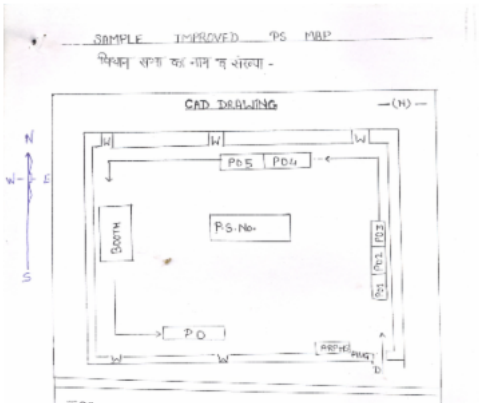 SAMPLE IMPROVED PS MAP
विधान सभा का नाम व संख्या -
CAD DRAWING
(N)
N
W E
S
W W W
PO5 PO4
BOOTH
P.S. No.
PO1 PO2 PO3
PO
W W
D